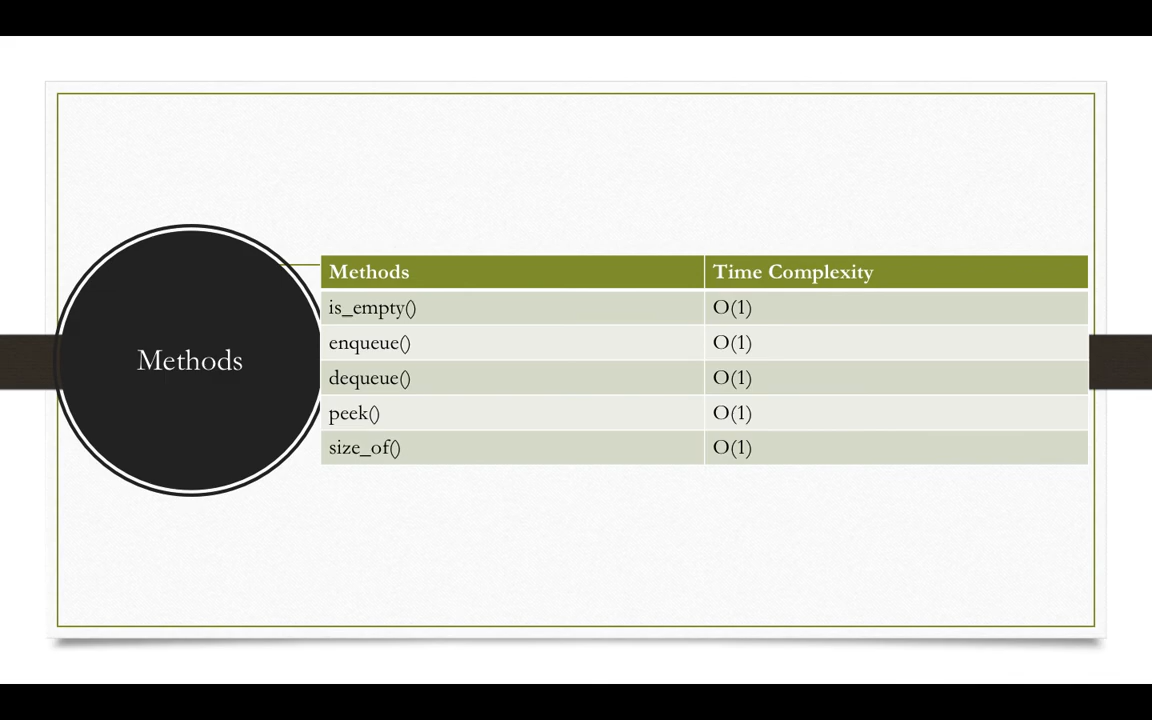 Methods
Methods Time Complexity
is_empty() O(1)
enqueue() O(1)
dequeue() O(1)
peek() O(1)
size_of() O(1)